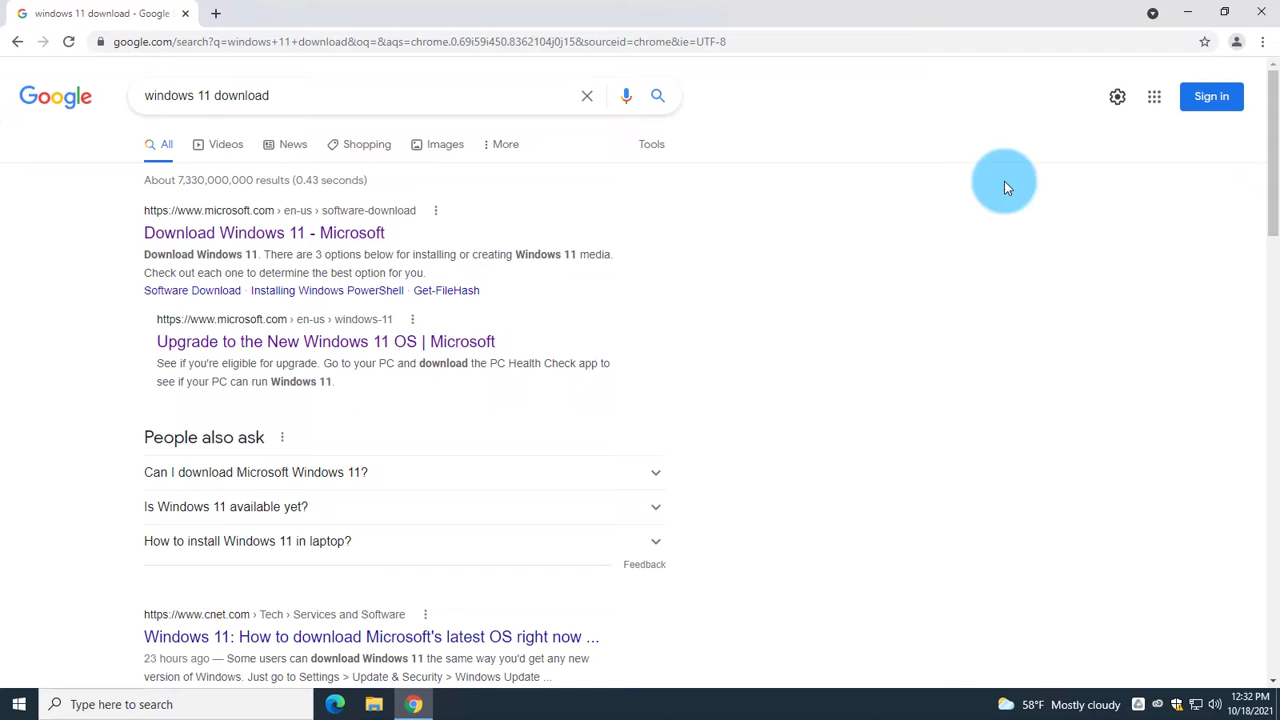 windows 11 download - Google
google.com/search?q=windows+11+download&oq=&aqs=chrome.0.69i59i450.8362104j0j15&sourceid=chrome&ie=UTF-8
Google
windows 11 download
Sign in
All Videos News Shopping Images More Tools
About 7,330,000,000 results (0.43 seconds)
https://www.microsoft.com › en-us › software-download
Download Windows 11 - Microsoft
Download Windows 11. There are 3 options below for installing or creating Windows 11 media.
Check out each one to determine the best option for you.
Software Download · Installing Windows PowerShell · Get-FileHash
https://www.microsoft.com › en-us › windows-11
Upgrade to the New Windows 11 OS | Microsoft
See if you're eligible for upgrade. Go to your PC and download the PC Health Check app to
see if your PC can run Windows 11.
People also ask
Can I download Microsoft Windows 11?
Is Windows 11 available yet?
How to install Windows 11 in laptop?
Feedback
https://www.cnet.com › Tech › Services and Software
Windows 11: How to download Microsoft's latest OS right now ...
23 hours ago — Some users can download Windows 11 the same way you'd get any new
version of Windows. Just go to Settings > Update & Security > Windows Update ...
Type here to search
58°F Mostly cloudy
12:32 PM
10/18/2021